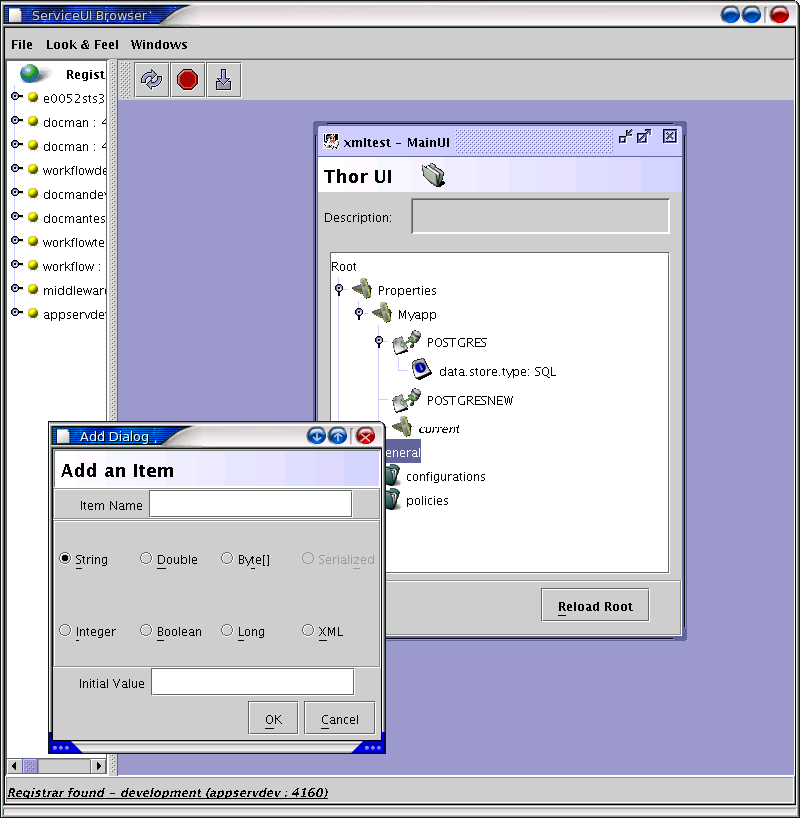 ServiceUI Browser
File Look & Feel Windows
Regist
e0052sts3
docman : 4
docman : 4
workflowde
docmandev
docmantes
workflowte
workflow :
middleware
appservdev
xmltest - MainUI
Thor UI
Description:
Root
Properties
Myapp
POSTGRES
data.store.type: SQL
POSTGRESNEW
current
eneral
configurations
policies
Reload Root
Add Dialog
Add an Item
Item Name
String Double Byte[] Serialized
Integer Boolean Long XML
Initial Value
OK Cancel
Registrar found - development (appservdev : 4160)